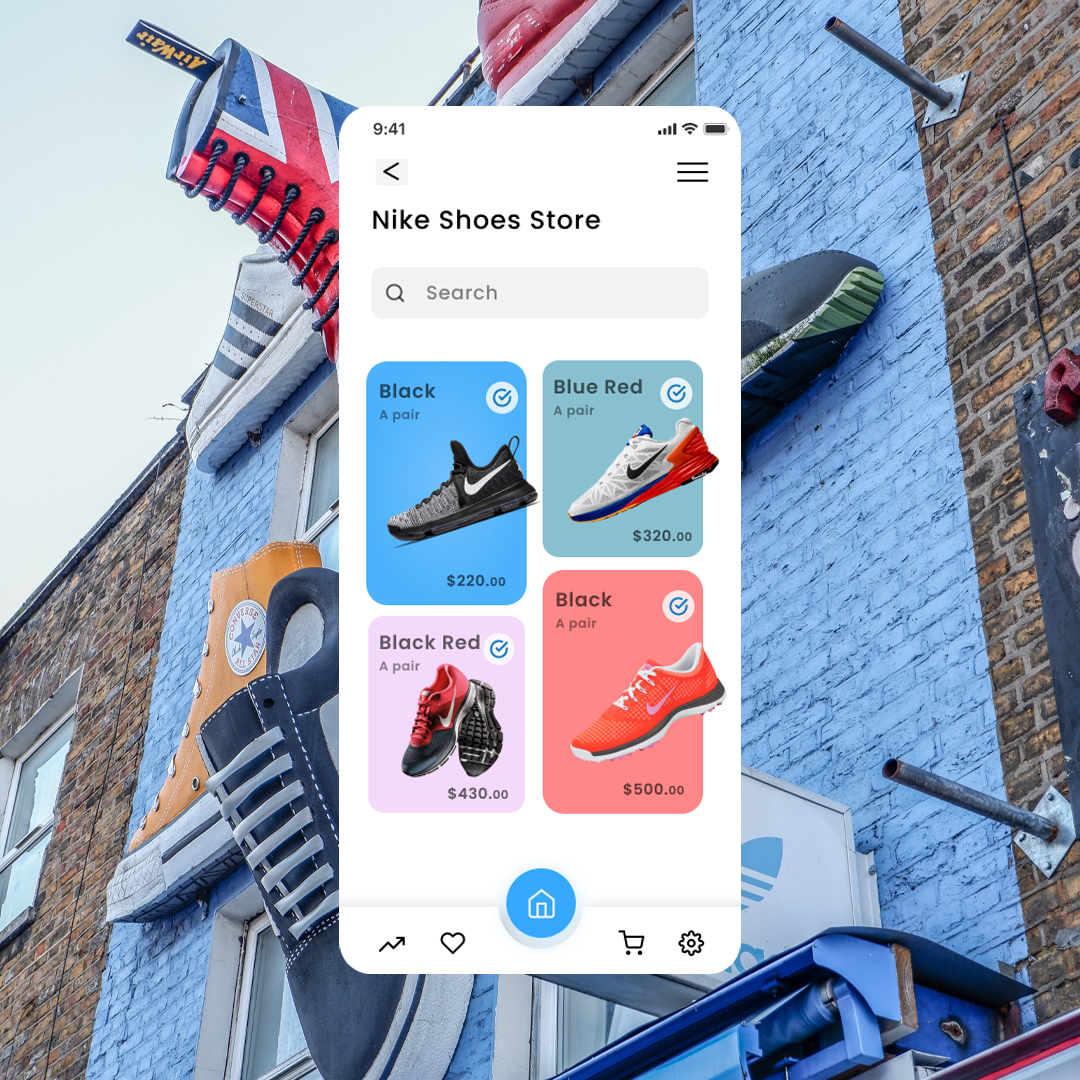 AirWair
SUPERSTAR
9:41
Nike Shoes Store
Search
Black
A pair
$220.00
Blue Red
A pair
$320.00
Black Red
A pair
$430.00
Black
A pair
$500.00
CONVERSE
ALL STAR